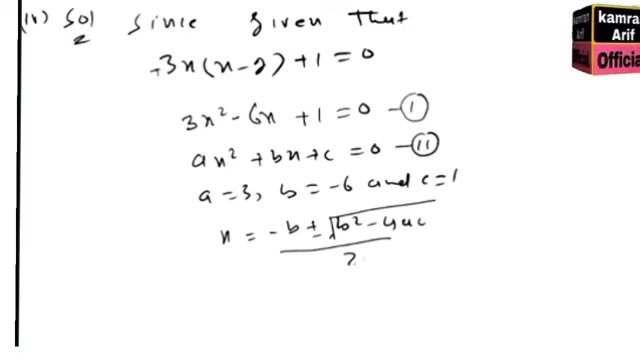 (iv) Sol Since given that
3x(x-2)+1=0
3x²-6x+1=0 -(I)
ax²+bx+c=0 -(II)
a=3, b=-6 and c=1
x = -b±√b²-4ac
2
kamran
Arif
Official